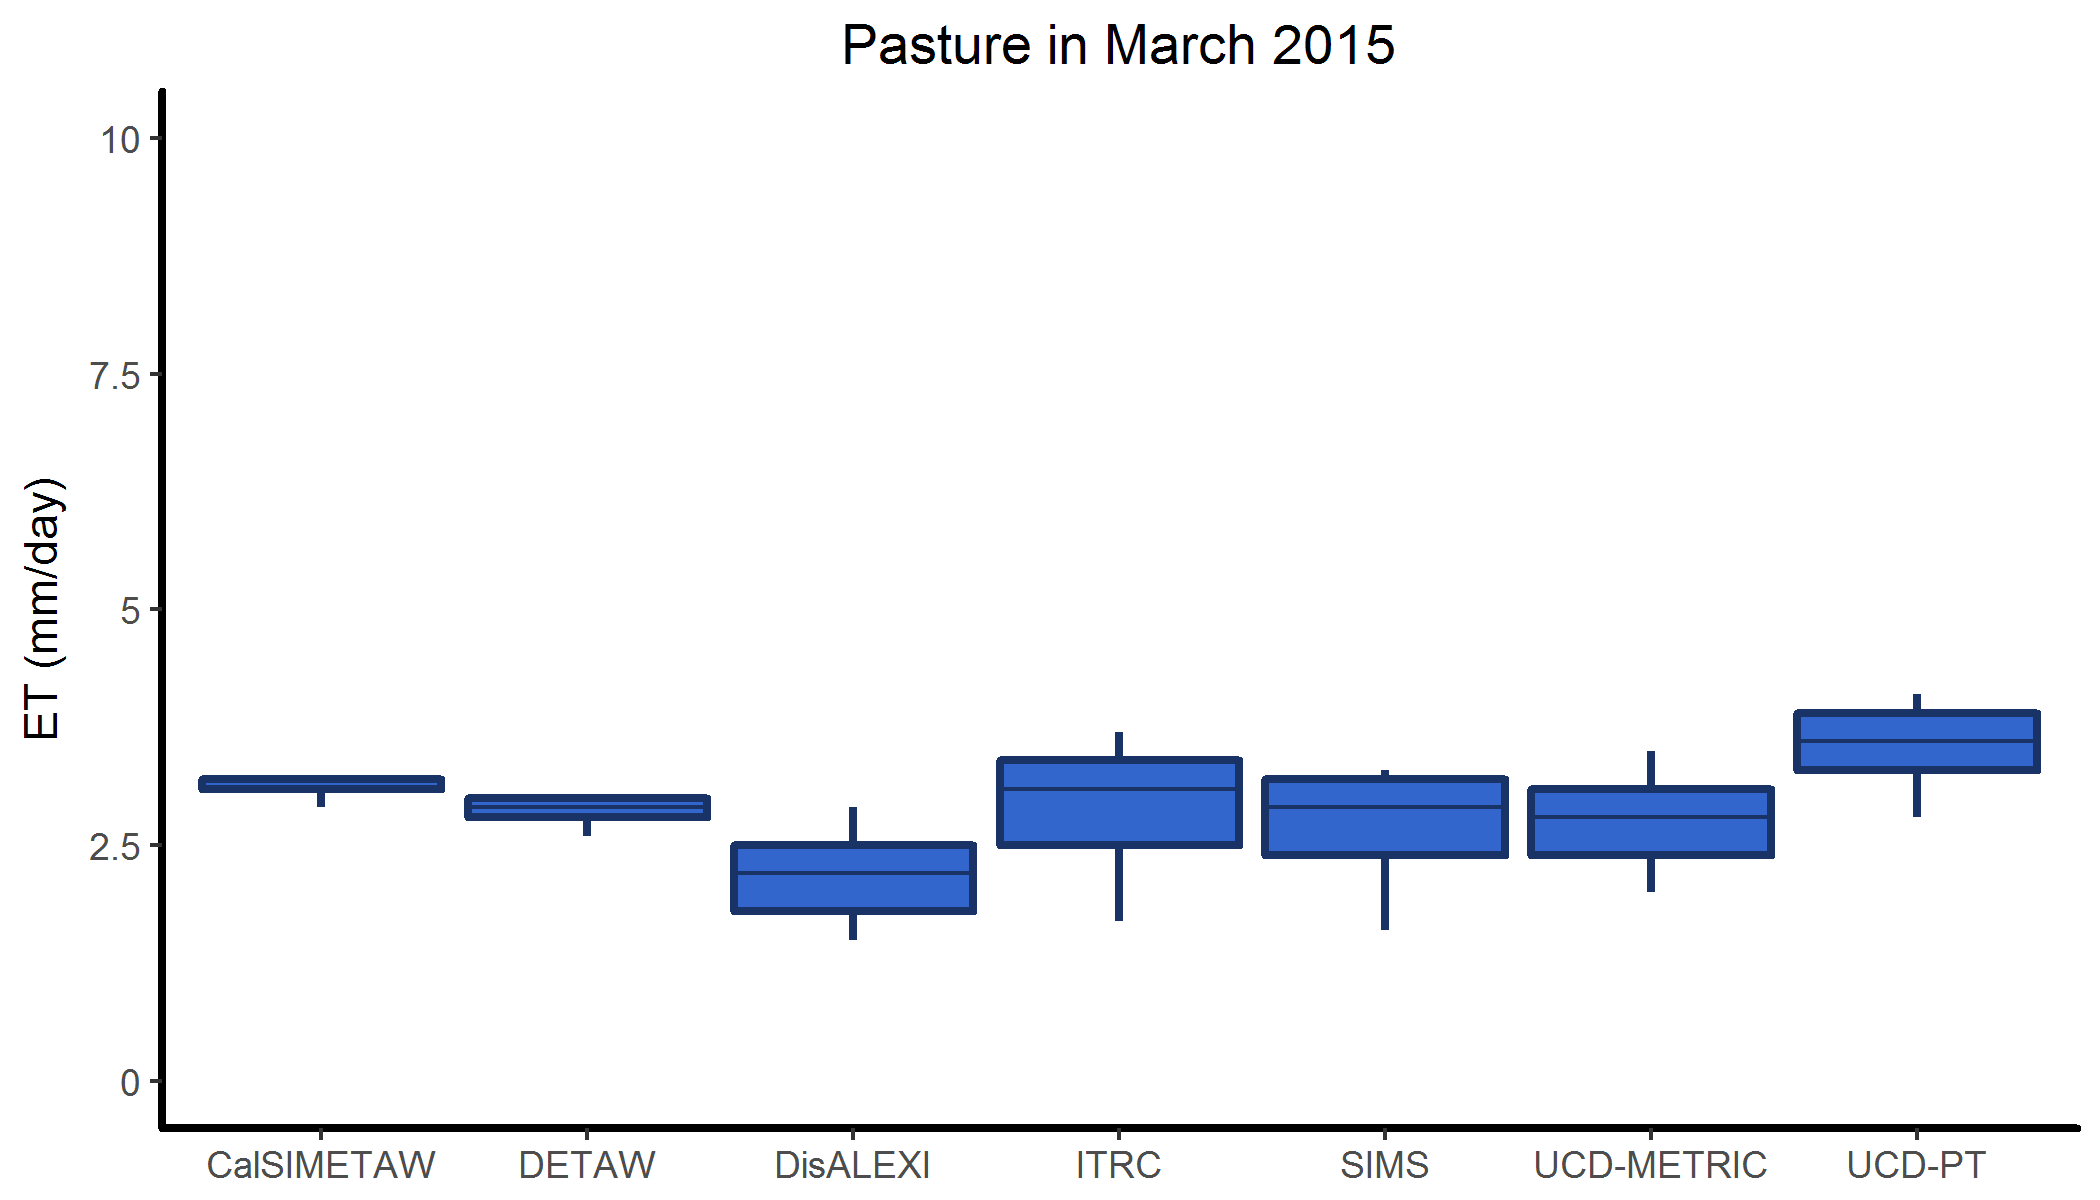 Pasture in March 2015
ET (mm/day)
10
7.5
5
2.5
0
CalSIMETAW DETAW DisALEXI ITRC SIMS UCD-METRIC UCD-PT